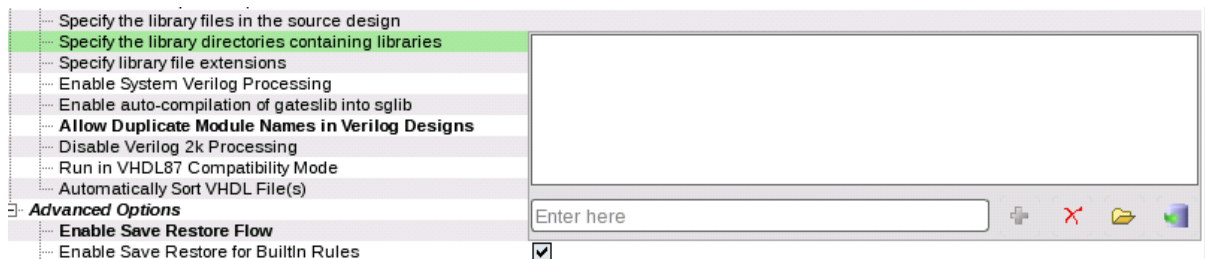 Specify the library files in the source design
Specify the library directories containing libraries
Specify library file extensions
Enable System Verilog Processing
Enable auto-compilation of gateslib into sglib
Allow Duplicate Module Names in Verilog Designs
Disable Verilog 2k Processing
Run in VHDL87 Compatibility Mode
Automatically Sort VHDL File(s)
Advanced Options
Enter here
Enable Save Restore Flow
Enable Save Restore for BuiltIn Rules